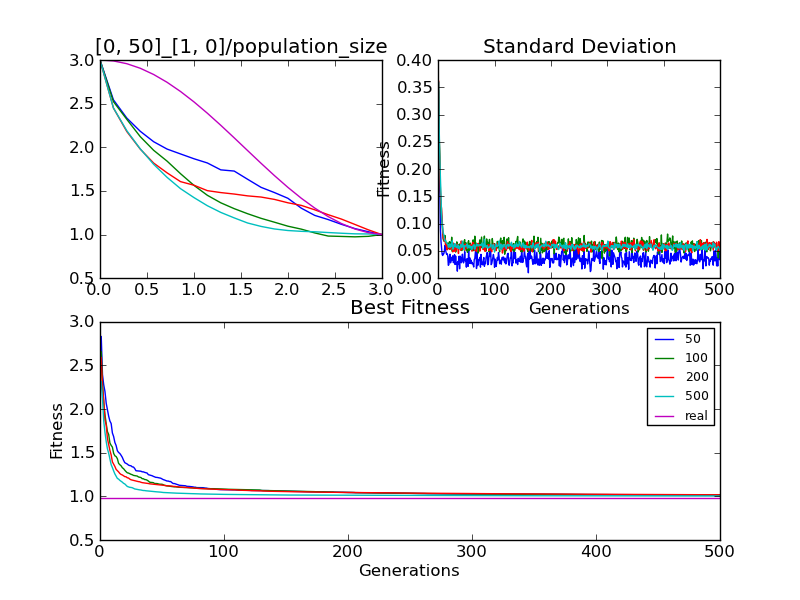 [0, 50]_[1, 0]/population_size
3.0
2.5
2.0
1.5
1.0
0.5
0.0 0.5 1.0 1.5 2.0 2.5 3.0
Standard Deviation
Fitness
0.40
0.35
0.30
0.25
0.20
0.15
0.10
0.05
0.00
0 100 200 300 400 500
Generations
Best Fitness
Fitness
3.0
2.5
2.0
1.5
1.0
0.5
0 100 200 300 400 500
Generations
50
100
200
500
real